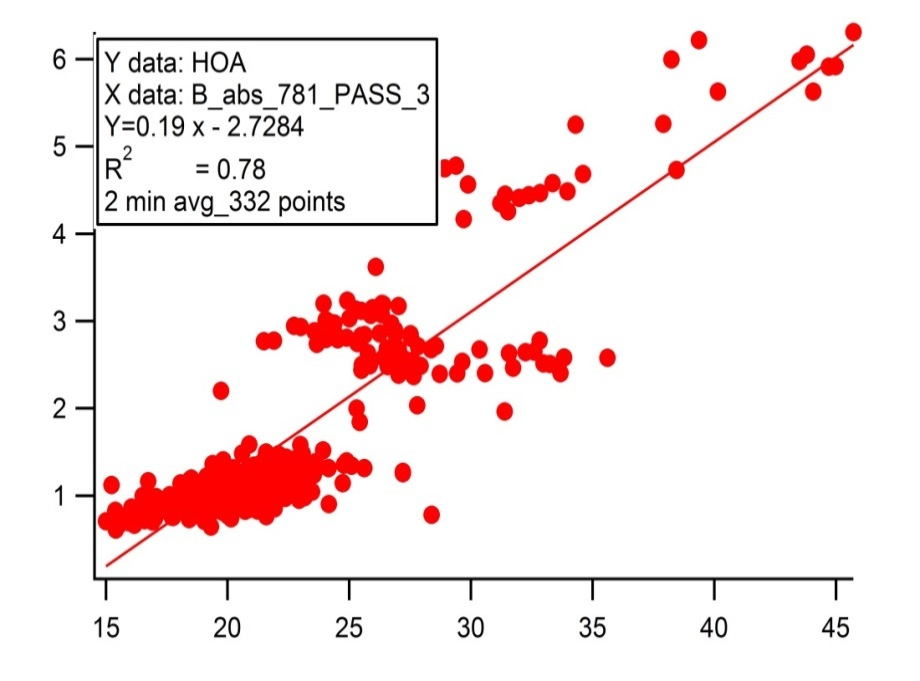 Y data: HOA
X data: B_abs_781_PASS_3
Y=0.19 x - 2.7284
R2 = 0.78
2 min avg_332 points
6
5
4
3
2
1
15 20 25 30 35 40 45